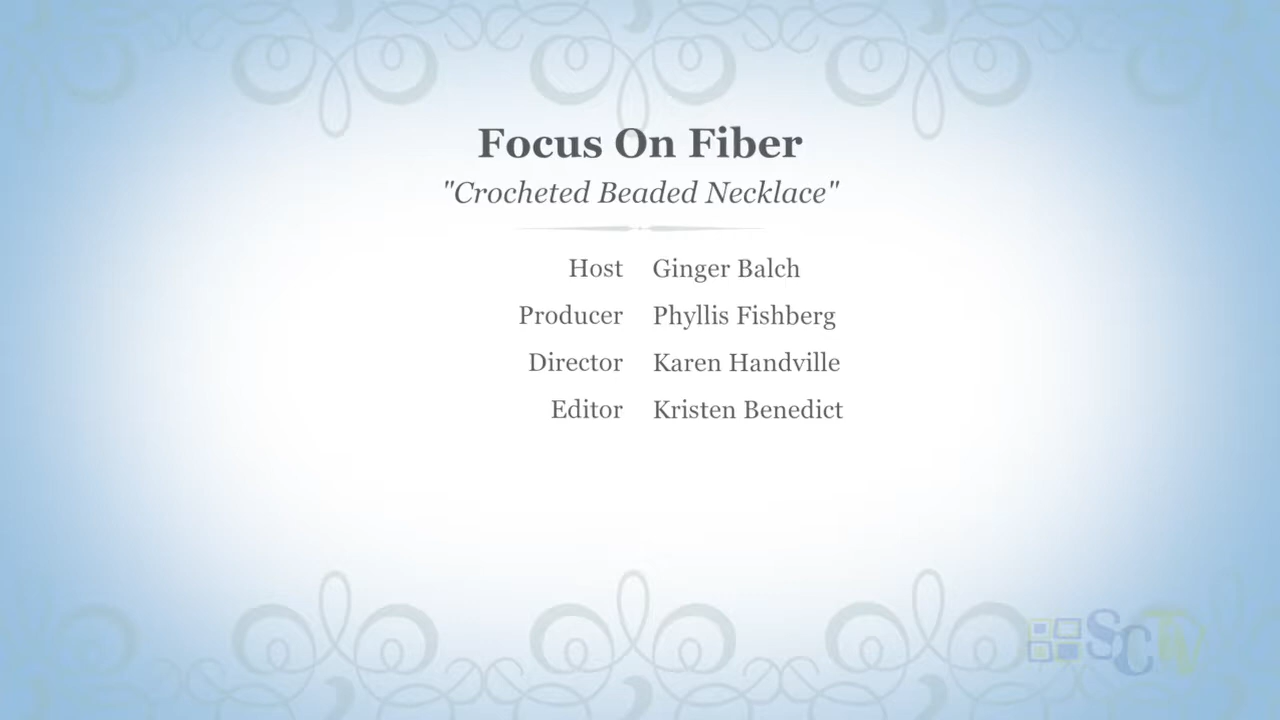 Focus On Fiber
"Crocheted Beaded Necklace"
Host Ginger Balch
Producer Phyllis Fishberg
Director Karen Handville
Editor Kristen Benedict
SCTV